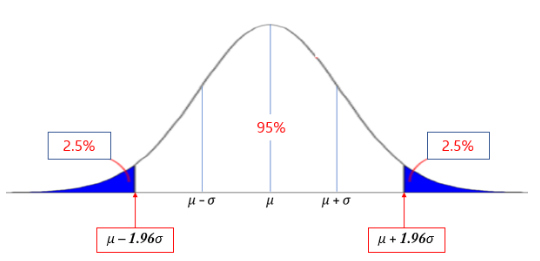 95%
2.5%
2.5%
μ − σ
μ
μ + σ
μ − 1.96σ
μ + 1.96σ